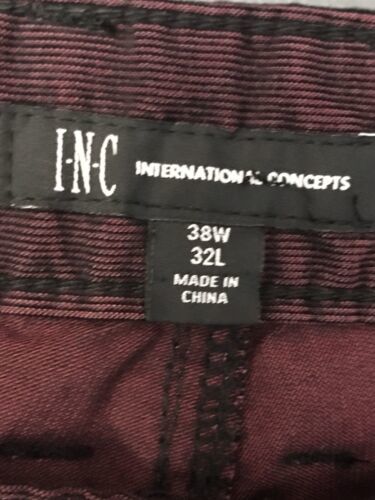 I·N·C INTERNATIONAL CONCEPTS
38W
32L
MADE IN
CHINA